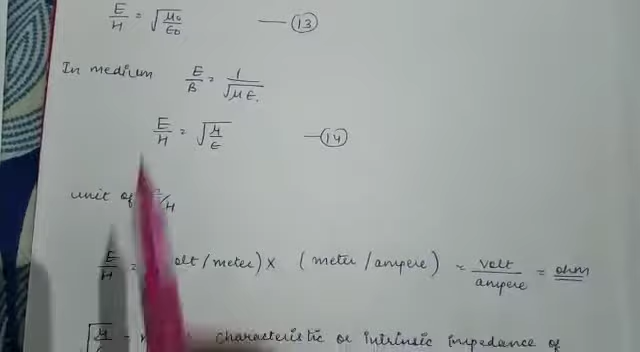 E/H = √(μ0/ε0) —(13)
In medium E/B = 1/√με.
E/H = √(μ/ε) —(14)
unit of /H
E/H = olt/meter) × (meter/ampere) = volt/ampere = ohm
characteristic or intrinsic impedance of